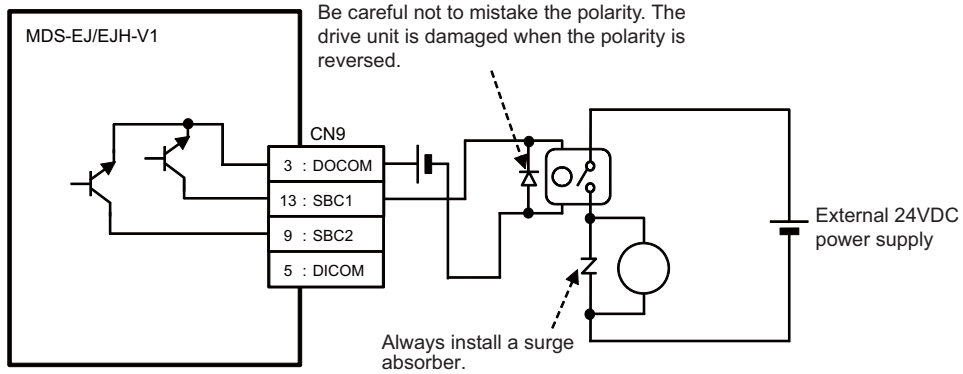 Be careful not to mistake the polarity. The
drive unit is damaged when the polarity is
reversed.
MDS-EJ/EJH-V1
CN9
3 : DOCOM
13 : SBC1
9 : SBC2
5 : DICOM
External 24VDC
power supply
Always install a surge
absorber.